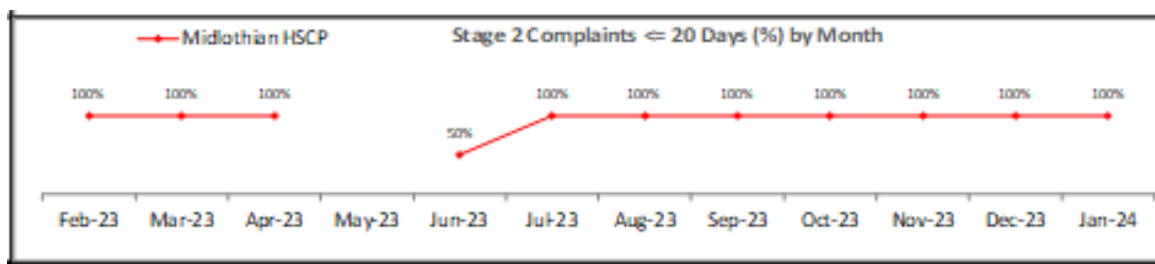 Midlothian HSCP
Stage 2 Complaints <= 20 Days (%) by Month
100% 100% 100% 50% 100% 100% 100% 100% 100% 100% 100%
Feb-23 Mar-23 Apr-23 May-23 Jun-23 Jul-23 Aug-23 Sep-23 Oct-23 Nov-23 Dec-23 Jan-24